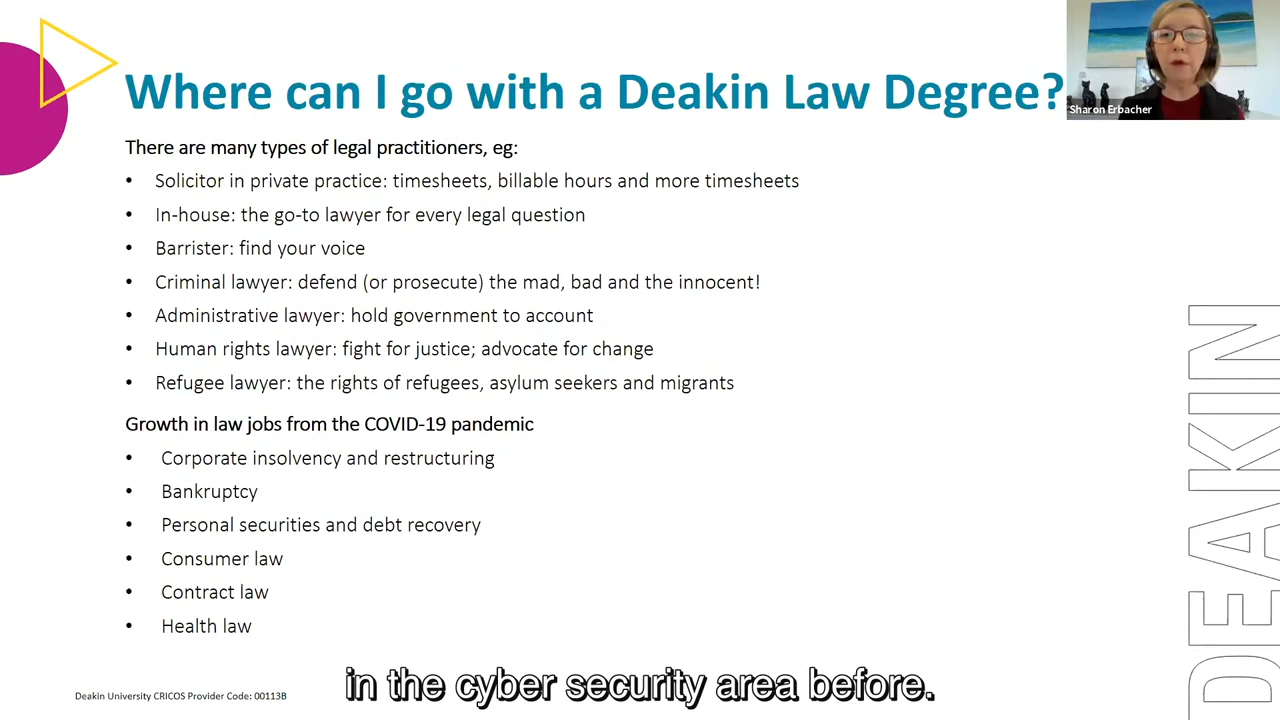 Where can I go with a Deakin Law Degree?
Sharon Erbacher
There are many types of legal practitioners, eg:
• Solicitor in private practice: timesheets, billable hours and more timesheets
• In-house: the go-to lawyer for every legal question
• Barrister: find your voice
• Criminal lawyer: defend (or prosecute) the mad, bad and the innocent!
• Administrative lawyer: hold government to account
• Human rights lawyer: fight for justice; advocate for change
• Refugee lawyer: the rights of refugees, asylum seekers and migrants
Growth in law jobs from the COVID-19 pandemic
• Corporate insolvency and restructuring
• Bankruptcy
• Personal securities and debt recovery
• Consumer law
• Contract law
• Health law
DEAKIN
in the cyber security area before.
Deakin University CRICOS Provider Code: 00113B